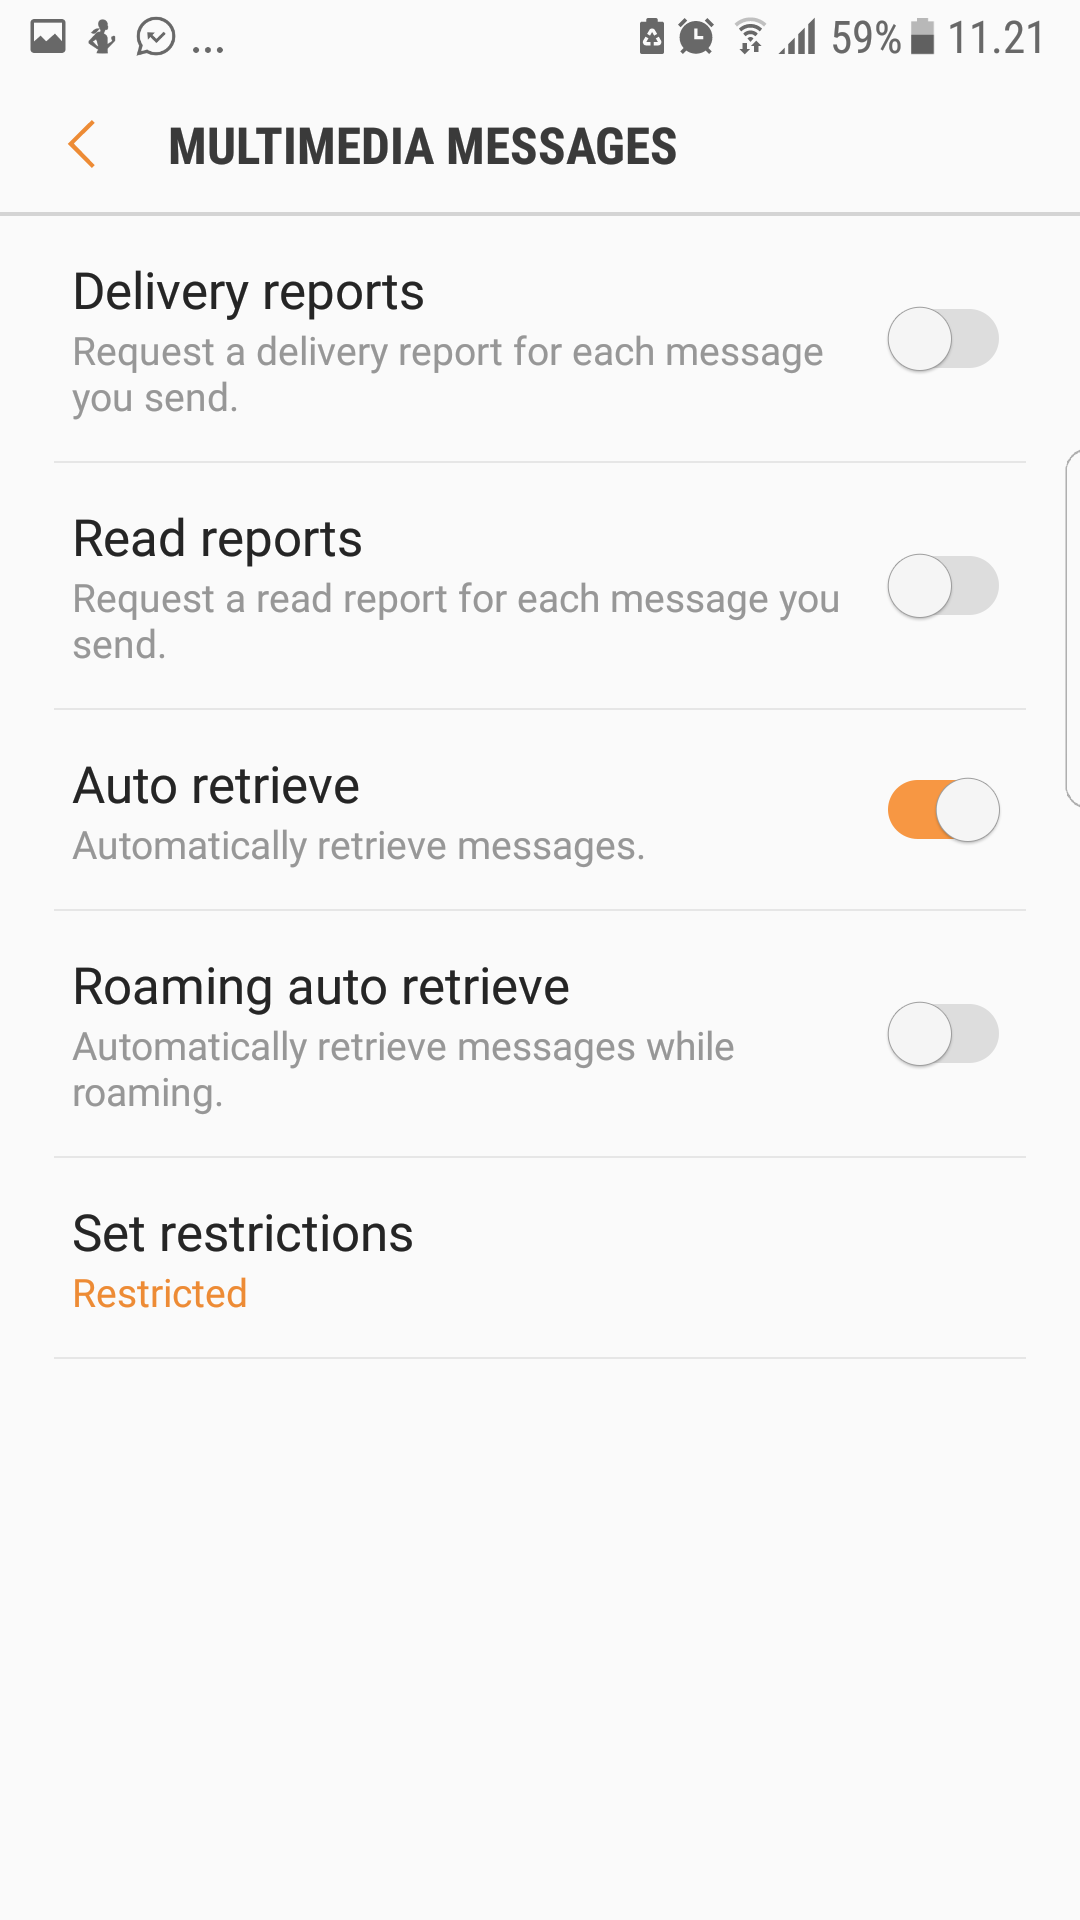 ... 59% 11.21
MULTIMEDIA MESSAGES
Delivery reports
Request a delivery report for each message
you send.
Read reports
Request a read report for each message you
send.
Auto retrieve
Automatically retrieve messages.
Roaming auto retrieve
Automatically retrieve messages while
roaming.
Set restrictions
Restricted